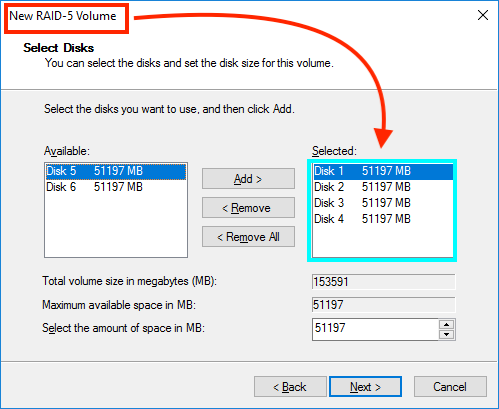 New RAID-5 Volume
Select Disks
You can select the disks and set the disk size for this volume.
Select the disks you want to use, and then click Add.
Available:
Disk 5 51197 MB
Disk 6 51197 MB
Add >
< Remove
< Remove All
Selected:
Disk 1 51197 MB
Disk 2 51197 MB
Disk 3 51197 MB
Disk 4 51197 MB
Total volume size in megabytes (MB): 153591
Maximum available space in MB: 51197
Select the amount of space in MB: 51197
< Back Next > Cancel